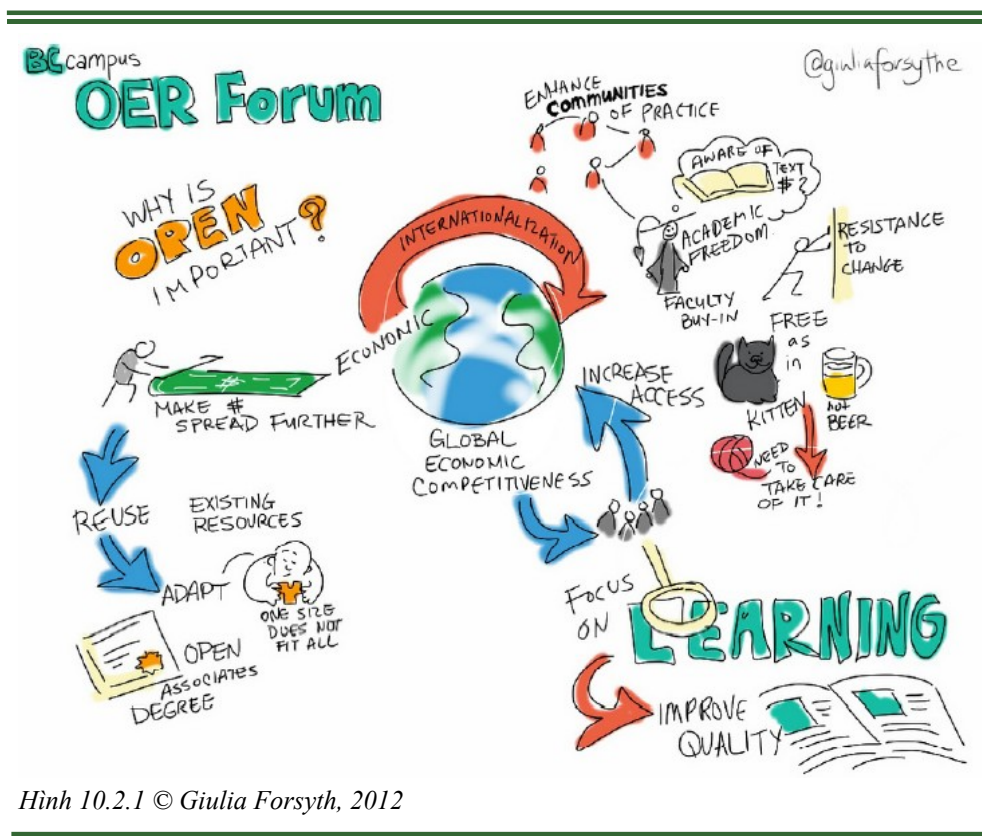 BCcampus
OER Forum
@giuliaforsythe
WHY IS
OPEN
IMPORTANT?
ENHANCE
COMMUNITIES
OF PRACTICE
INTERNATIONALIZATION
AWARE OF
TEXT
$?
ACADEMIC
FREEDOM.
FACULTY
BUY-IN
RESISTANCE
TO
CHANGE
FREE
as
in
KITTEN
not
BEER
NEED
TO
TAKE CARE
OF IT!
ECONOMIC
MAKE $
SPREAD FURTHER
GLOBAL
ECONOMIC
COMPETITIVENESS
INCREASE
ACCESS
RE-USE
EXISTING
RESOURCES
ADAPT
ONE SIZE
DOES NOT
FIT ALL
OPEN
ASSOCIATES
DEGREE
FOCUS
ON
LEARNING
IMPROVE
QUALITY
Hình 10.2.1 © Giulia Forsyth, 2012